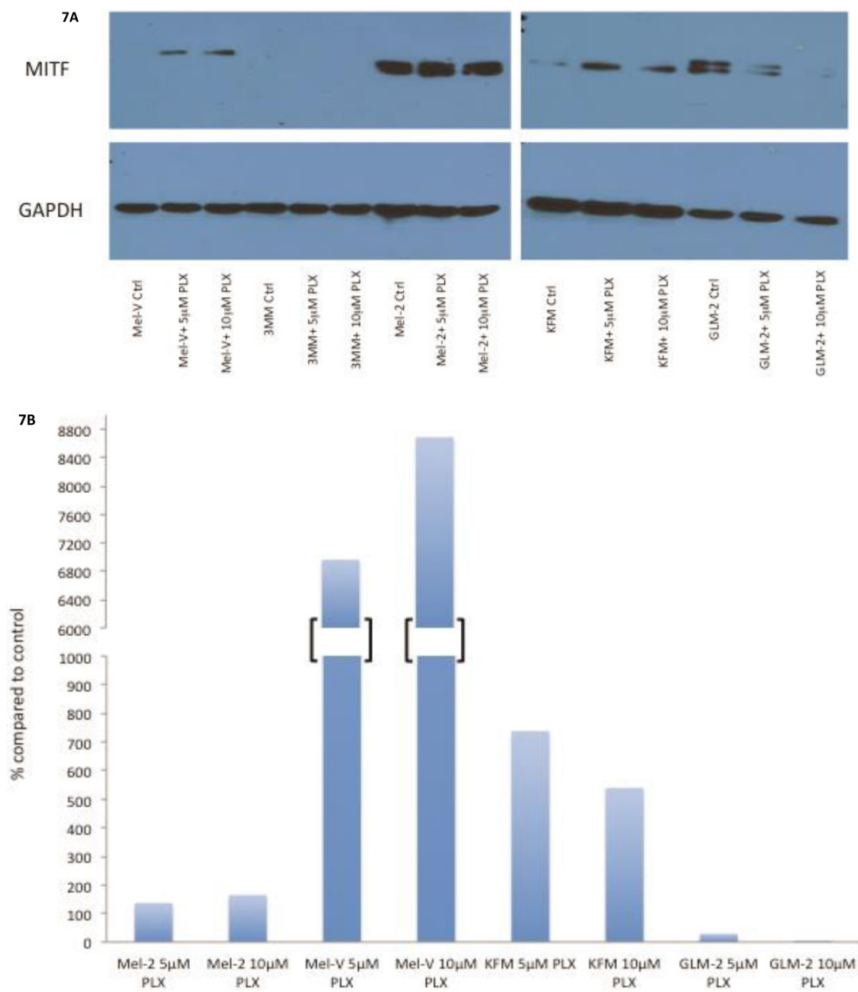 7A
MITF
GAPDH
Mel-V Ctrl
Mel-V+ 5µM PLX
Mel-V+ 10µM PLX
3MM Ctrl
3MM+ 5µM PLX
3MM+ 10µM PLX
Mel-2 Ctrl
Mel-2+ 5µM PLX
Mel-2+ 10µM PLX
KFM Ctrl
KFM+ 5µM PLX
KFM+ 10µM PLX
GLM-2 Ctrl
GLM-2+ 5µM PLX
GLM-2+ 10µM PLX
7B
% compared to control
8800
8400
8000
7600
7200
6800
6400
6000
1000
900
800
700
600
500
400
300
200
100
0
Mel-2 5µM
PLX
Mel-2 10µM
PLX
Mel-V 5µM
PLX
Mel-V 10µM
PLX
KFM 5µM PLX
KFM 10µM
PLX
GLM-2 5µM
PLX
GLM-2 10µM
PLX